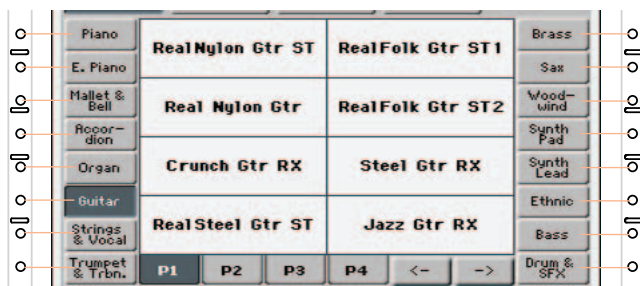 Piano
E. Piano
Mallet &
Bell
Accor-
dion
Organ
Guitar
Strings
& Vocal
Trumpet
& Trbn.
RealNylon Gtr ST
RealFolk Gtr ST1
Real Nylon Gtr
RealFolk Gtr ST2
Crunch Gtr RX
Steel Gtr RX
RealSteel Gtr ST
Jazz Gtr RX
P1 P2 P3 P4 <- ->
Brass
Sax
Wood-
wind
Synth
Pad
Synth
Lead
Ethnic
Bass
Drum &
SFX